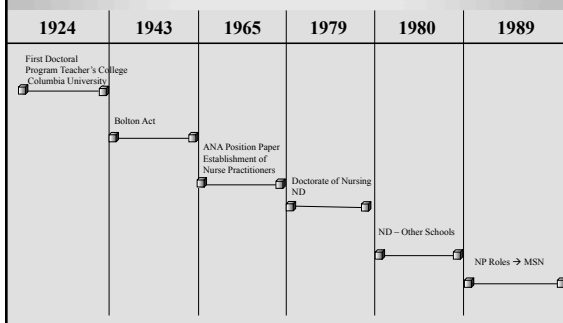 1924 1943 1965 1979 1980 1989
First Doctoral
Program Teacher's College
Columbia University
Bolton Act
ANA Position Paper
Establishment of
Nurse Practitioners
Doctorate of Nursing
ND
ND – Other Schools
NP Roles → MSN